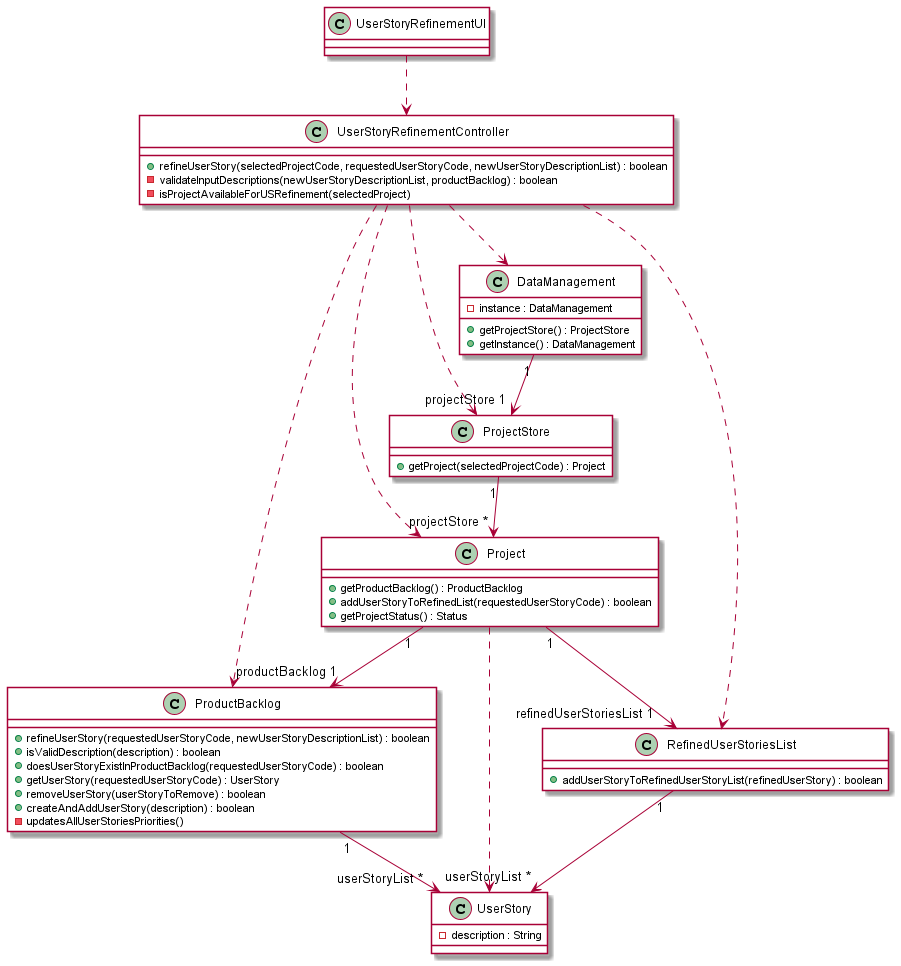 C UserStoryRefinementUI
C UserStoryRefinementController
refineUserStory(selectedProjectCode, requestedUserStoryCode, newUserStoryDescriptionList) : boolean
validateInputDescriptions(newUserStoryDescriptionList, productBacklog) : boolean
isProjectAvailableForUSRefinement(selectedProject)
C DataManagement
instance : DataManagement
getProjectStore() : ProjectStore
getInstance() : DataManagement
1
projectStore 1
C ProjectStore
getProject(selectedProjectCode) : Project
1
projectStore *
C Project
getProductBacklog() : ProductBacklog
addUserStoryToRefinedList(requestedUserStoryCode) : boolean
getProjectStatus() : Status
1
1
productBacklog 1
refinedUserStoriesList 1
C ProductBacklog
refineUserStory(requestedUserStoryCode, newUserStoryDescriptionList) : boolean
isValidDescription(description) : boolean
doesUserStoryExistInProductBacklog(requestedUserStoryCode) : boolean
getUserStory(requestedUserStoryCode) : UserStory
removeUserStory(userStoryToRemove) : boolean
createAndAddUserStory(description) : boolean
updatesAllUserStoriesPriorities()
C RefinedUserStoriesList
addUserStoryToRefinedUserStoryList(refinedUserStory) : boolean
1
1
userStoryList *
userStoryList *
C UserStory
description : String